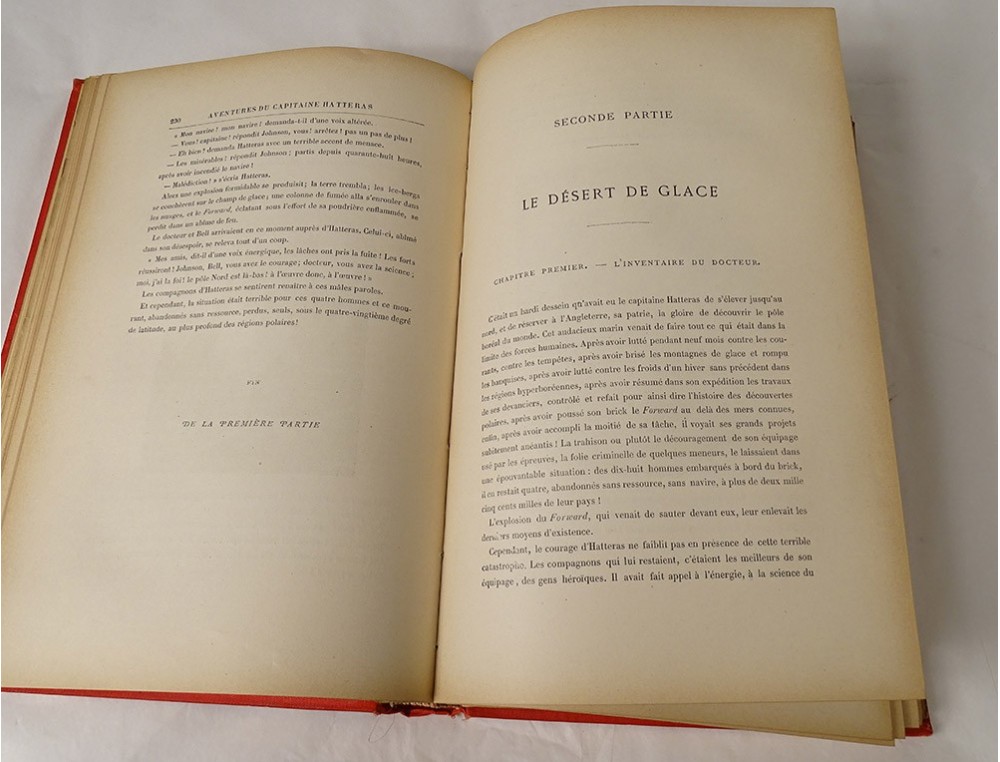 230 AVENTURES DU CAPITAINE HATTERAS
« Mon navire ! mon navire ! demanda-t-il d'une voix altérée.
— Vous ! capitaine ! répondit Johnson, vous ! arrêtez ! pas un pas de plus !
— Eh bien ? demanda Hatteras avec un terrible accent de menace.
— Les misérables ! répondit Johnson ; partis depuis quarante-huit heures,
après avoir incendié le navire !
— Malédiction ! » s'écria Hatteras.
Alors une explosion formidable se produisit ; la terre trembla ; les ice-bergs
se couchèrent sur le champ de glace ; une colonne de fumée alla s'enrouler dans
les nuages, et le Forward, éclatant sous l'effort de sa poudrière enflammée, se
perdit dans un abîme de feu.
Le docteur et Bell arrivaient en ce moment auprès d'Hatteras. Celui-ci, abîmé
dans son désespoir, se releva tout d'un coup.
« Mes amis, dit-il d'une voix énergique, les lâches ont pris la fuite ! Les forts
réussiront ! Johnson, Bell, vous avez le courage ; docteur, vous avez la science ;
moi, j'ai la foi ! le pôle Nord est là-bas ! à l'œuvre donc, à l'œuvre ! »
Les compagnons d'Hatteras se sentirent renaître à ces mâles paroles.
Et cependant, la situation était terrible pour ces quatre hommes et ce mou-
rant, abandonnés sans ressource, perdus, seuls, sous le quatre-vingtième degré
de latitude, au plus profond des régions polaires !
FIN
DE LA PREMIÈRE PARTIE
SECONDE PARTIE
LE DÉSERT DE GLACE
CHAPITRE PREMIER. — L'INVENTAIRE DU DOCTEUR.
C'était un hardi dessein qu'avait eu le capitaine Hatteras de s'élever jusqu'au
nord, et de réserver à l'Angleterre, sa patrie, la gloire de découvrir le pôle
boréal du monde. Cet audacieux marin venait de faire tout ce qui était dans la
limite des forces humaines. Après avoir lutté pendant neuf mois contre les cou-
rants, contre les tempêtes, après avoir brisé les montagnes de glace et rompu
les banquises, après avoir lutté contre les froids d'un hiver sans précédent dans
les régions hyperboréennes, après avoir résumé dans son expédition les travaux
de ses devanciers, contrôlé et refait pour ainsi dire l'histoire des découvertes
polaires, après avoir poussé son brick le Forward au delà des mers connues,
enfin, après avoir accompli la moitié de sa tâche, il voyait ses grands projets
subitement anéantis ! La trahison ou plutôt le découragement de son équipage
usé par les épreuves, la folie criminelle de quelques meneurs, le laissaient dans
une épouvantable situation : des dix-huit hommes embarqués à bord du brick,
il en restait quatre, abandonnés sans ressource, sans navire, à plus de deux mille
cinq cents milles de leur pays !
L'explosion du Forward, qui venait de sauter devant eux, leur enlevait les
derniers moyens d'existence.
Cependant, le courage d'Hatteras ne faiblit pas en présence de cette terrible
catastrophe. Les compagnons qui lui restaient, c'étaient les meilleurs de son
équipage, des gens héroïques. Il avait fait appel à l'énergie, à la science du